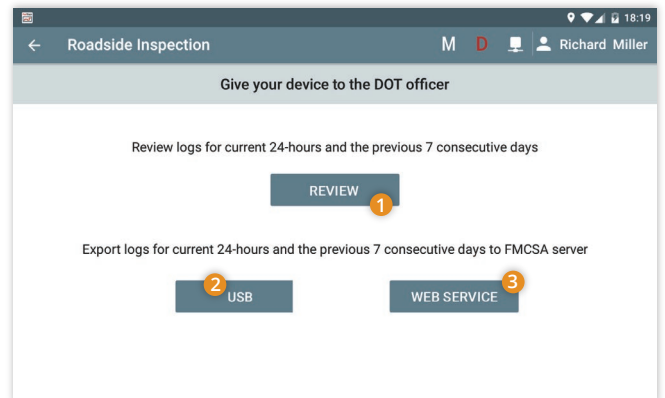 18:19
Roadside Inspection M D Richard Miller
Give your device to the DOT officer
Review logs for current 24-hours and the previous 7 consecutive days
REVIEW
1
Export logs for current 24-hours and the previous 7 consecutive days to FMCSA server
2 USB
WEB SERVICE 3